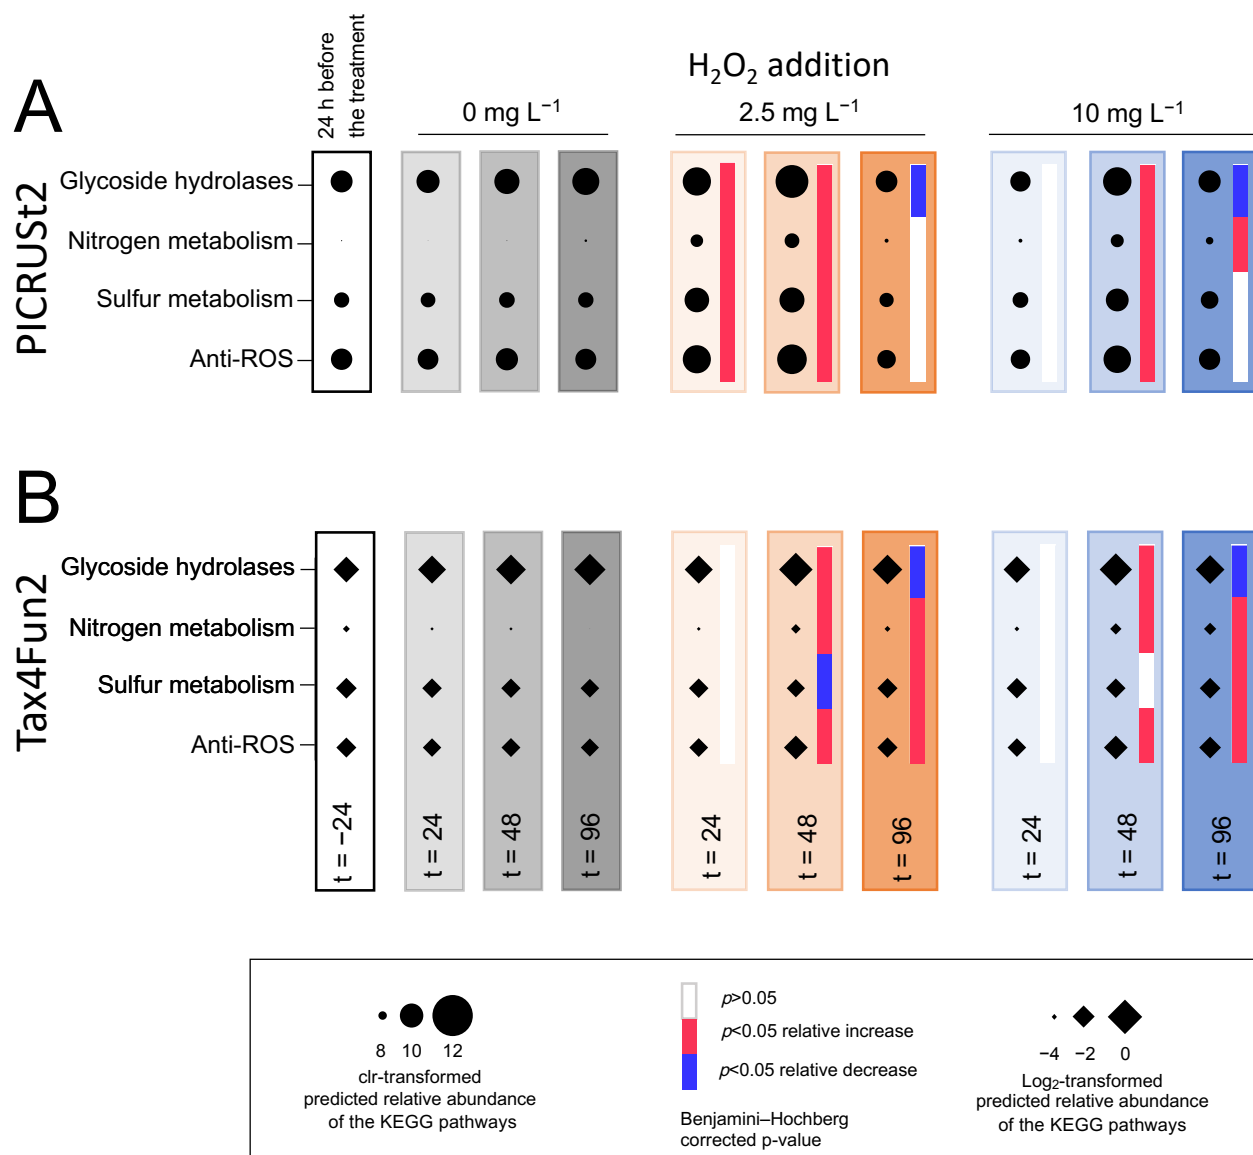 A
24 h before
the treatment
H₂O₂ addition
0 mg L⁻¹
2.5 mg L⁻¹
10 mg L⁻¹
PICRUSt2
Glycoside hydrolases
Nitrogen metabolism
Sulfur metabolism
Anti-ROS
B
Tax4Fun2
Glycoside hydrolases
Nitrogen metabolism
Sulfur metabolism
Anti-ROS
t = −24
t = 24
t = 48
t = 96
t = 24
t = 48
t = 96
t = 24
t = 48
t = 96
8 10 12
clr-transformed
predicted relative abundance
of the KEGG pathways
p>0.05
p<0.05 relative increase
p<0.05 relative decrease
Benjamini–Hochberg
corrected p-value
−4 −2 0
Log₂-transformed
predicted relative abundance
of the KEGG pathways